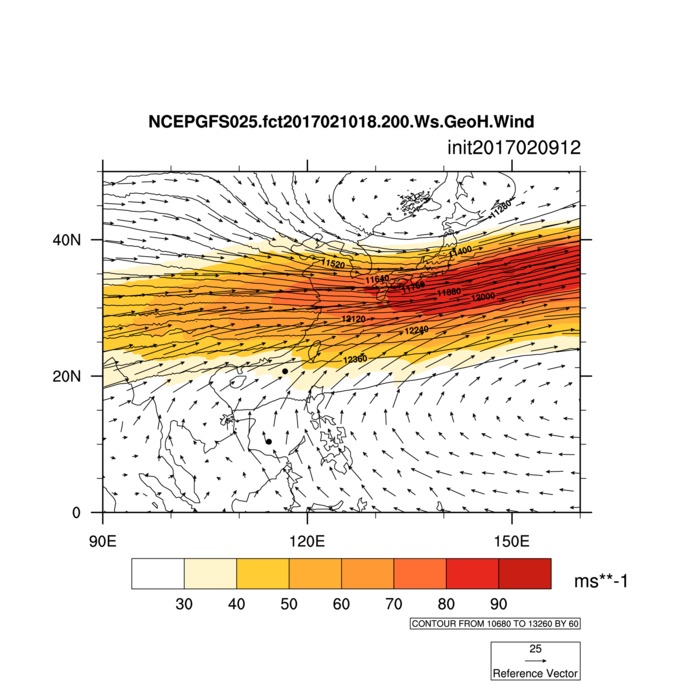 NCEPGFS025.fct2017021018.200.Ws.GeoH.Wind
init2017020912
11280
40N
11400
11520
11640
11760
11880
12000
12120
12240
12360
20N
0
90E
120E
150E
ms**-1
30
40
50
60
70
80
90
CONTOUR FROM 10680 TO 13260 BY 60
25
Reference Vector